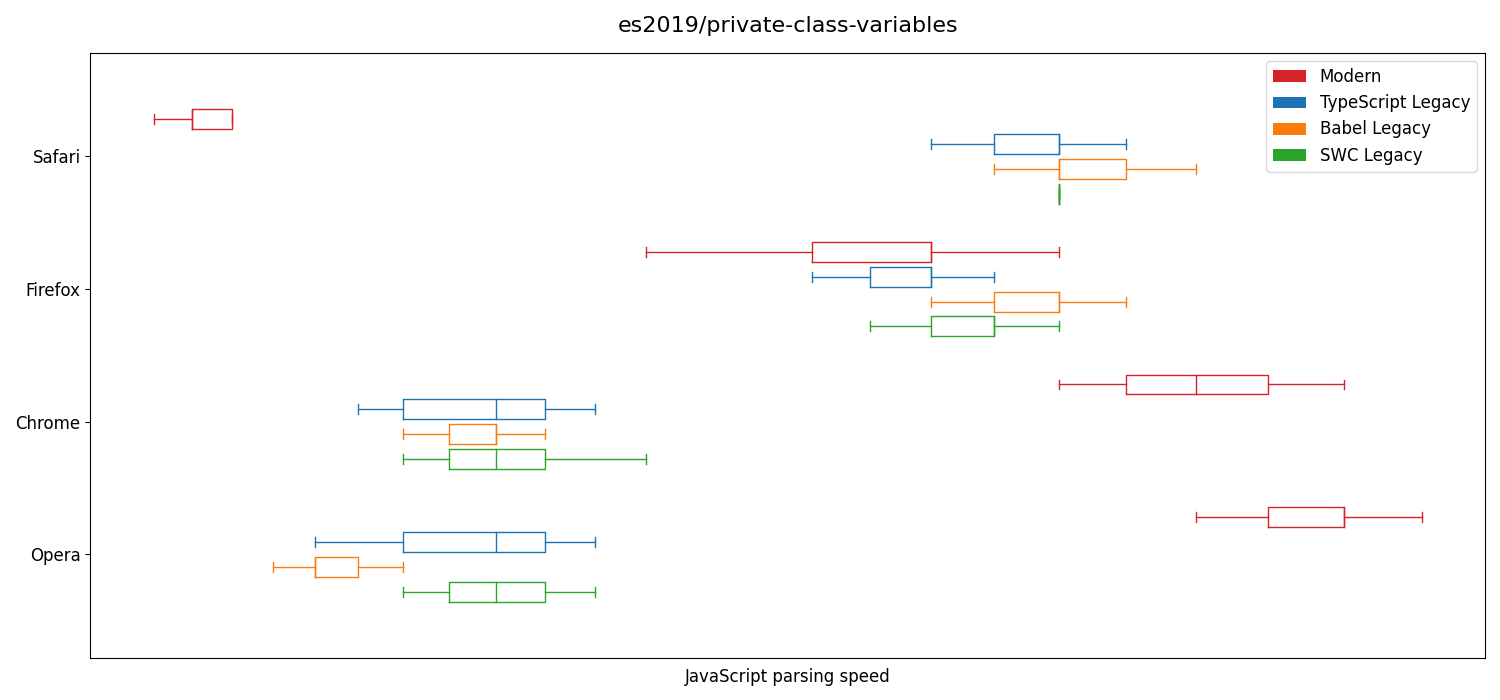 es2019/private-class-variables
Modern
TypeScript Legacy
Babel Legacy
SWC Legacy
Safari
Firefox
Chrome
Opera
JavaScript parsing speed